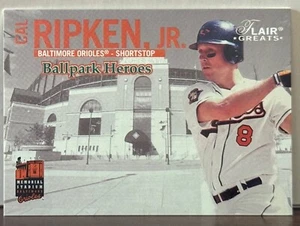 CAL RIPKEN, JR.
BALTIMORE ORIOLES® - SHORTSTOP
FLAIR®
GREATS
Ballpark Heroes
8
MEMORIAL
STADIUM